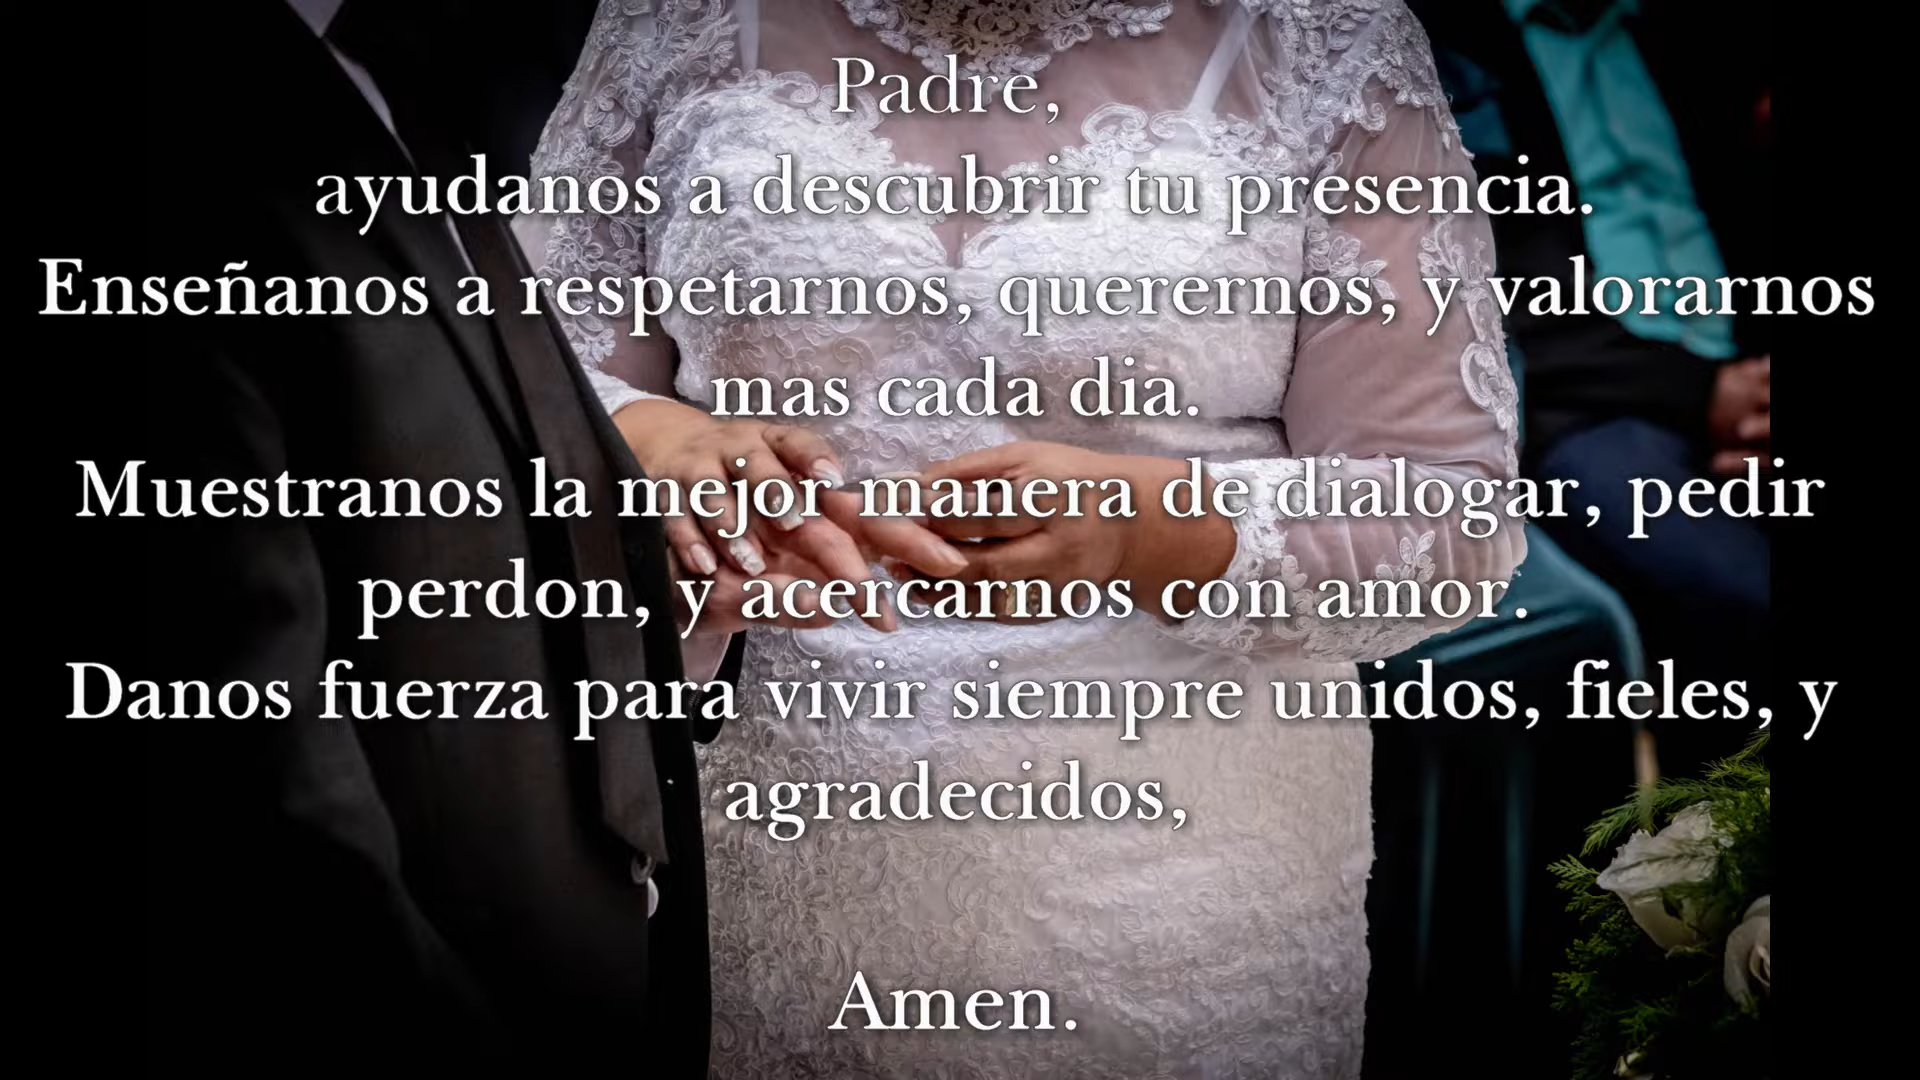 Padre,
ayudanos a descubrir tu presencia.
Enseñanos a respetarnos, querernos, y valorarnos
mas cada dia.
Muestranos la mejor manera de dialogar, pedir
perdon, y acercarnos con amor.
Danos fuerza para vivir siempre unidos, fieles, y
agradecidos,
Amen.